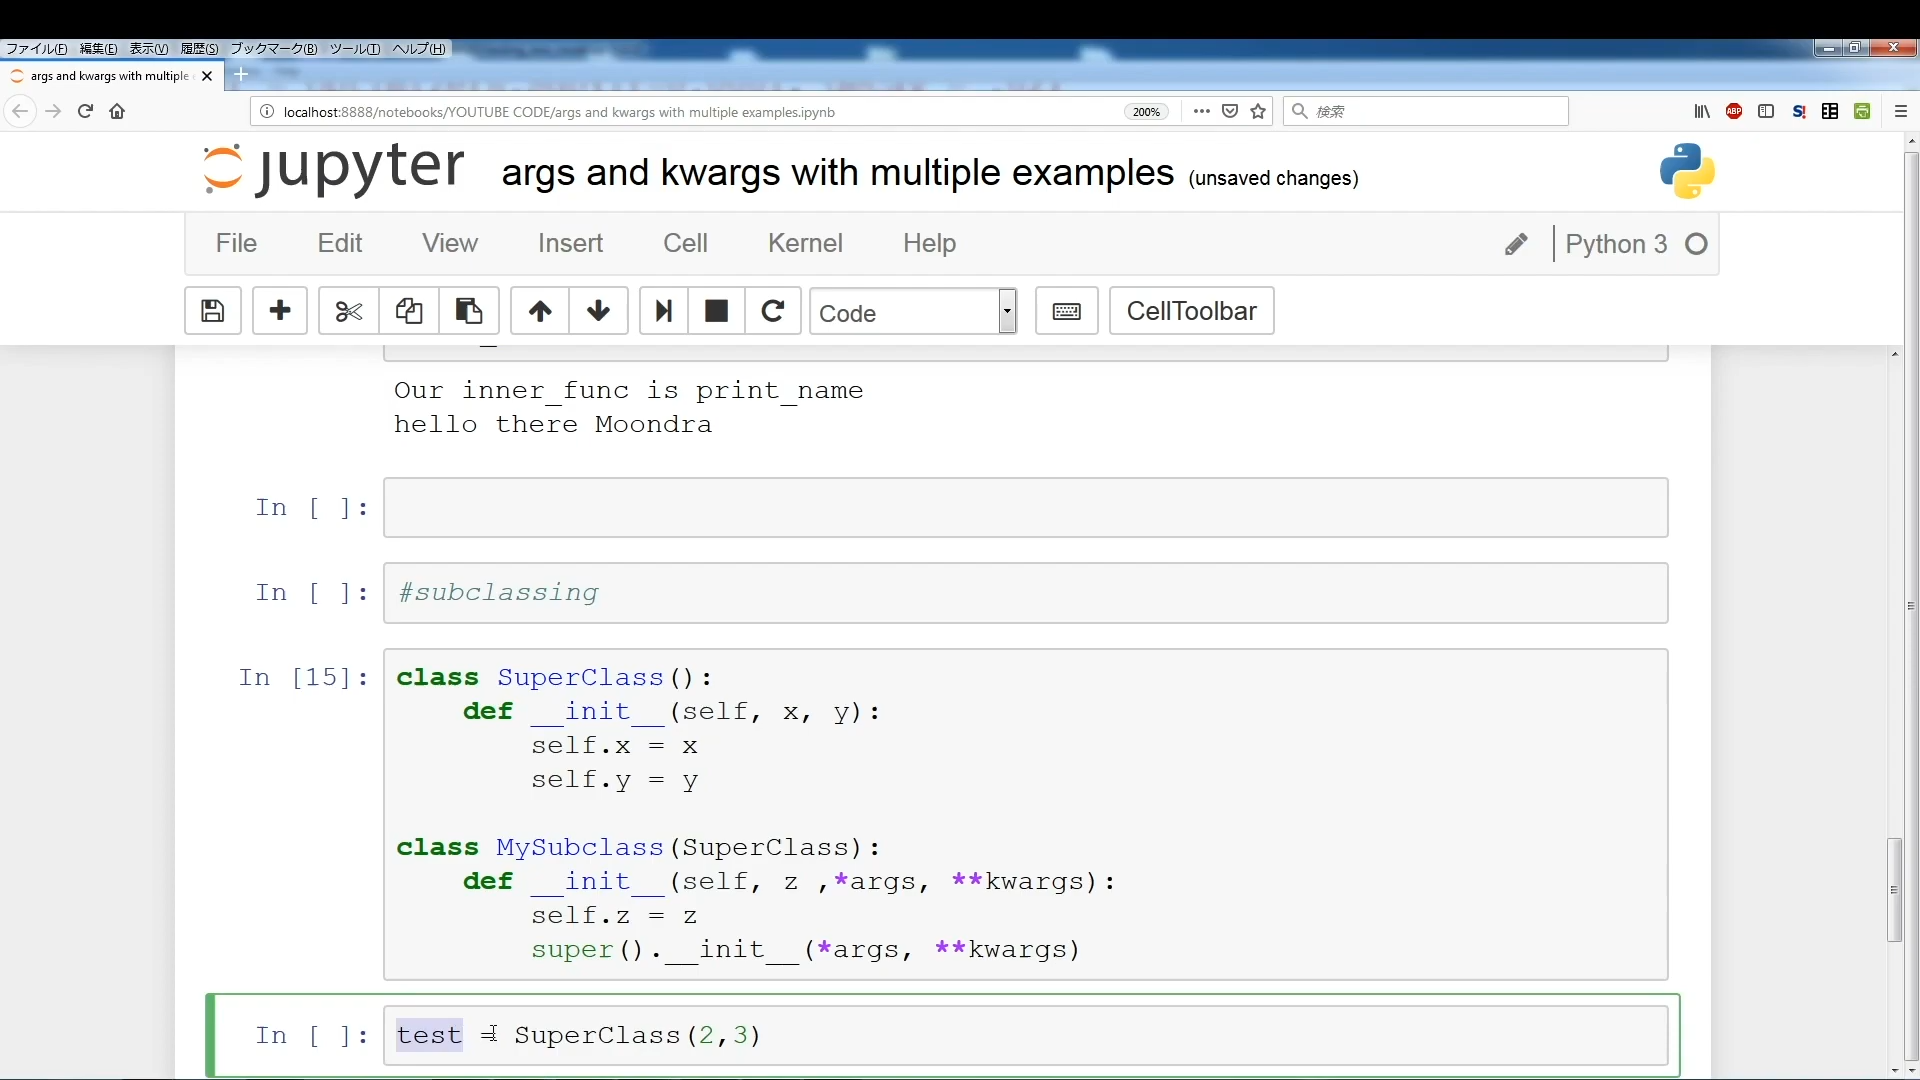 ファイル(F) 編集(E) 表示(V) 履歴(S) ブックマーク(B) ツール(T) ヘルプ(H)
args and kwargs with multiple
localhost:8888/notebooks/YOUTUBE CODE/args and kwargs with multiple examples.ipynb 200% 検索 ABP S!
jupyter args and kwargs with multiple examples (unsaved changes)
File Edit View Insert Cell Kernel Help Python 3
Code CellToolbar
Our inner_func is print_name
hello there Moondra
In [ ]:
In [ ]: #subclassing
In [15]: class SuperClass():
def __init__(self, x, y):
self.x = x
self.y = y
class MySubclass(SuperClass):
def __init__(self, z ,*args, **kwargs):
self.z = z
super().__init__(*args, **kwargs)
In [ ]: test = SuperClass(2,3)